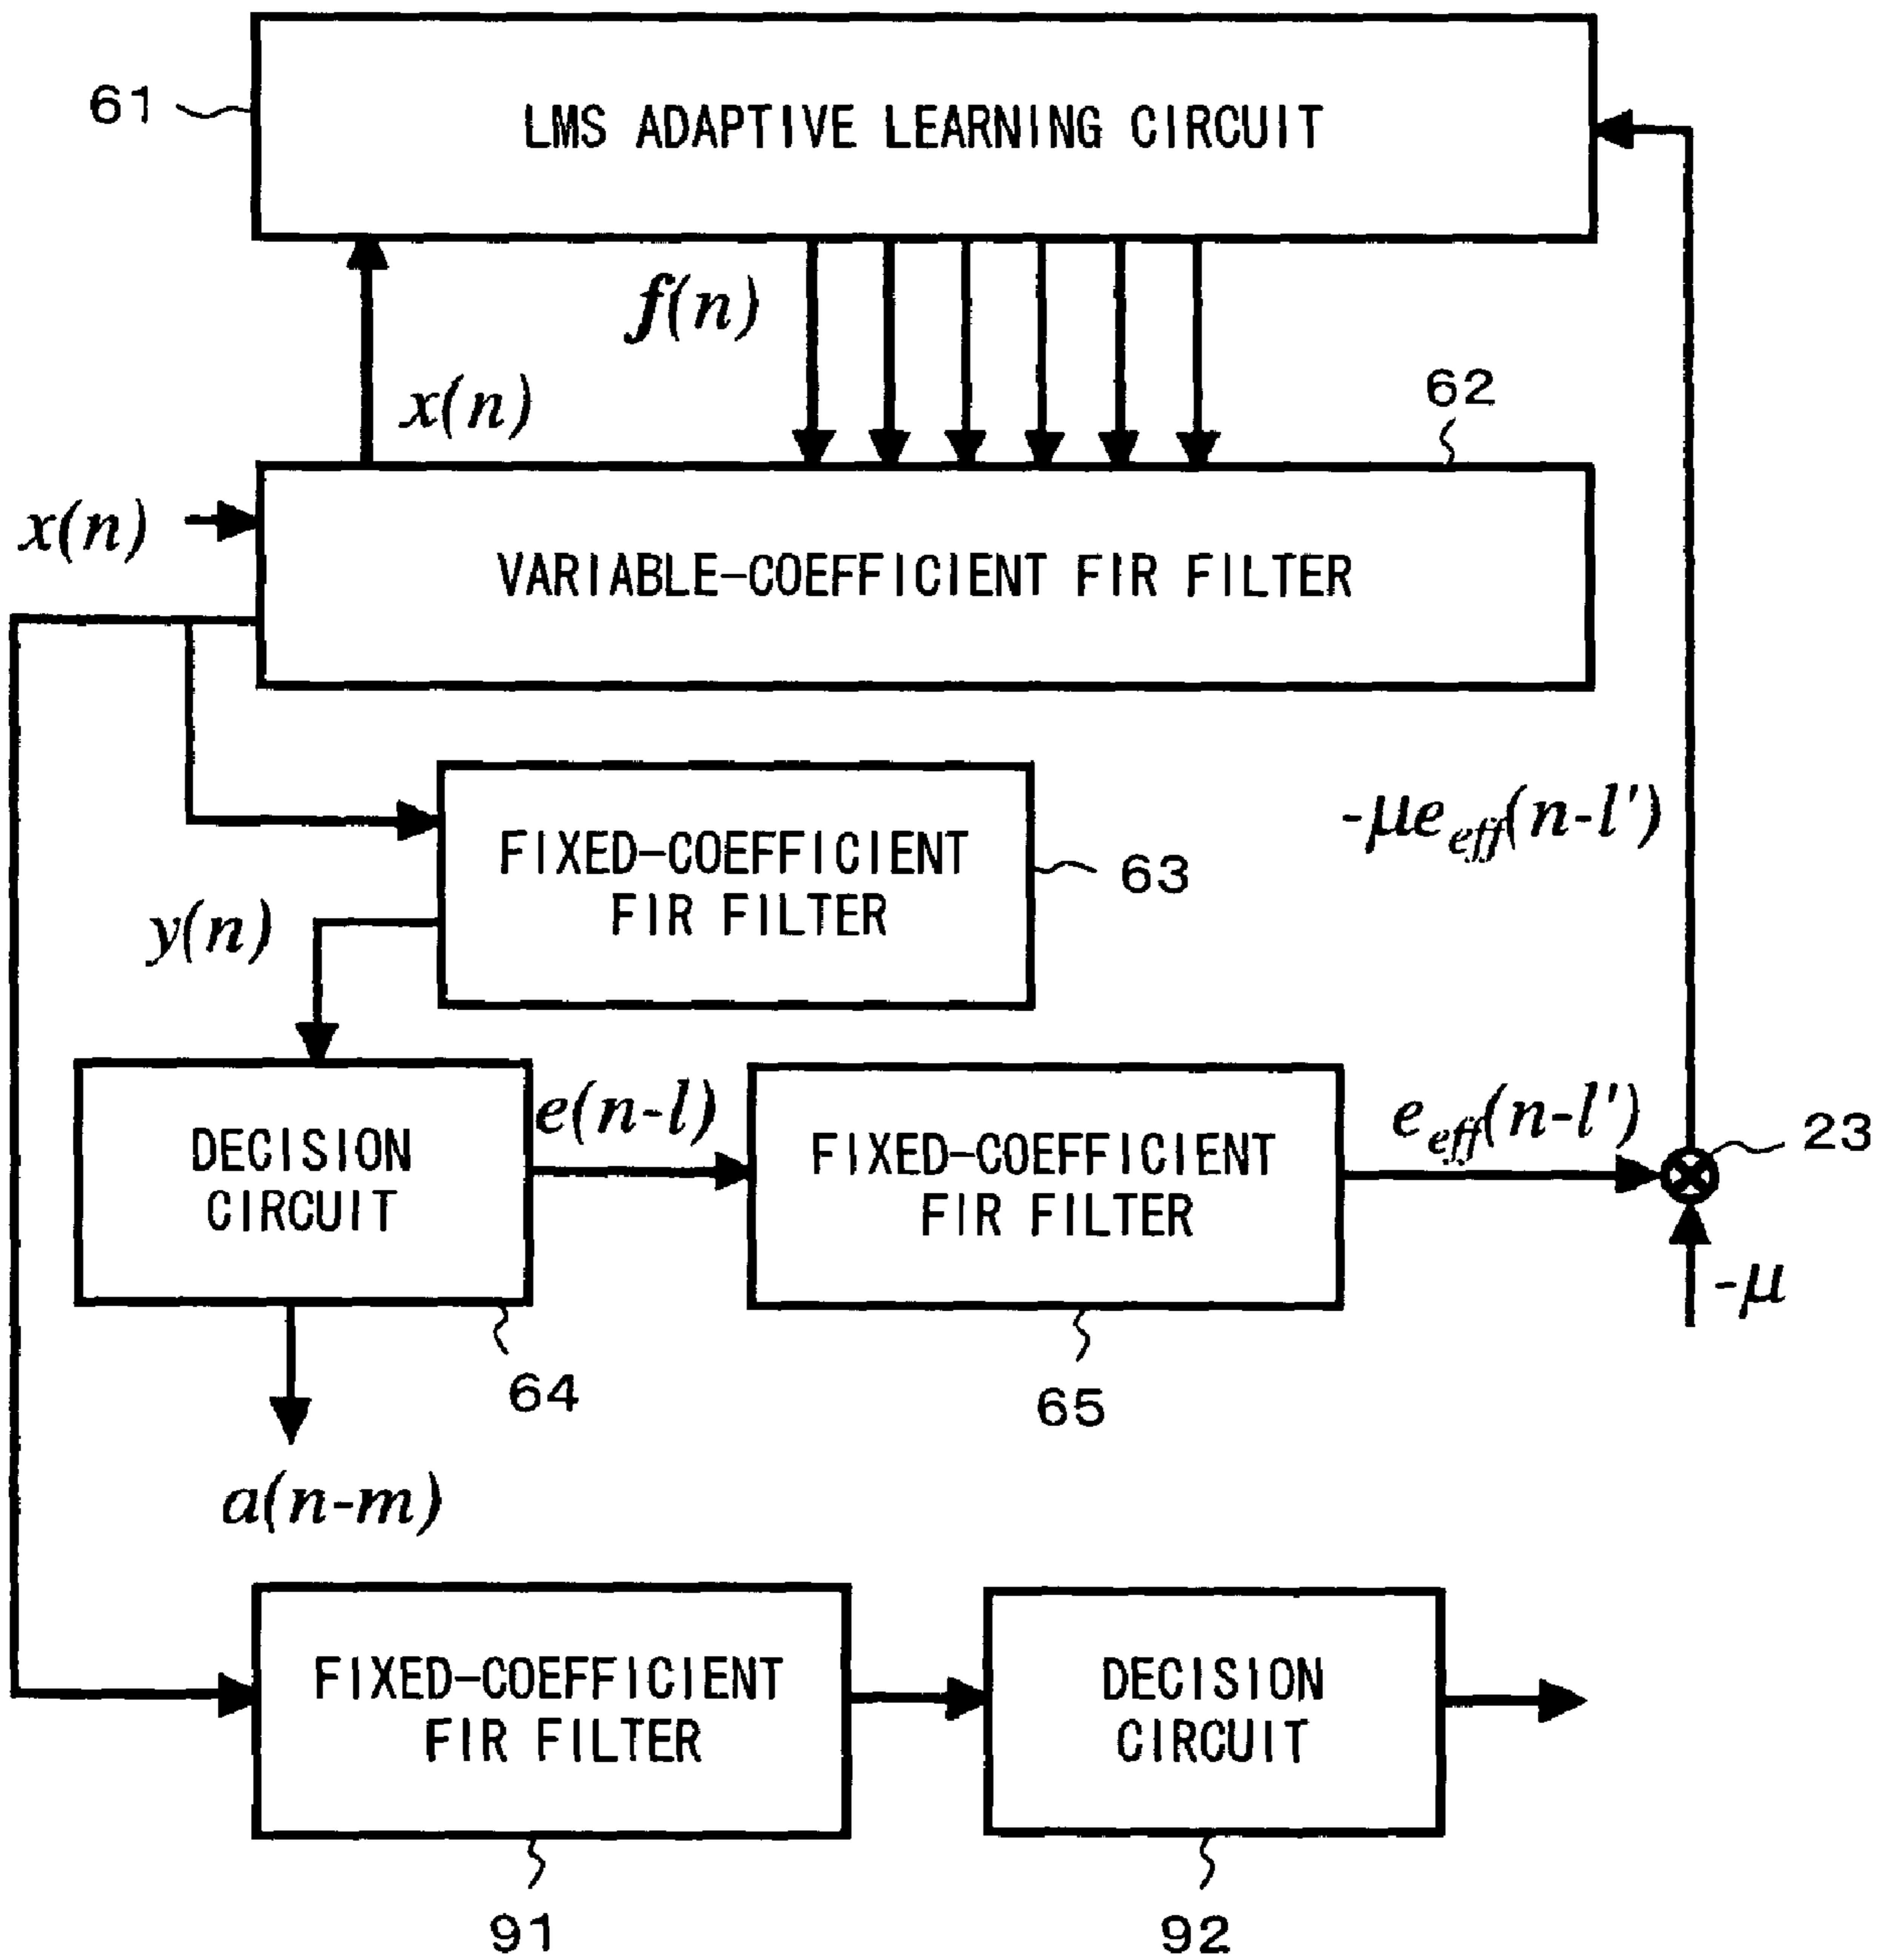 61
LMS ADAPTIVE LEARNING CIRCUIT
f(n)
x(n)
62
x(n)
VARIABLE-COEFFICIENT FIR FILTER
-μe_eff(n-l')
FIXED-COEFFICIENT
FIR FILTER
63
y(n)
e(n-l)
e_eff(n-l')
23
DECISION
CIRCUIT
FIXED-COEFFICIENT
FIR FILTER
-μ
64
65
a(n-m)
FIXED-COEFFICIENT
FIR FILTER
DECISION
CIRCUIT
91
92